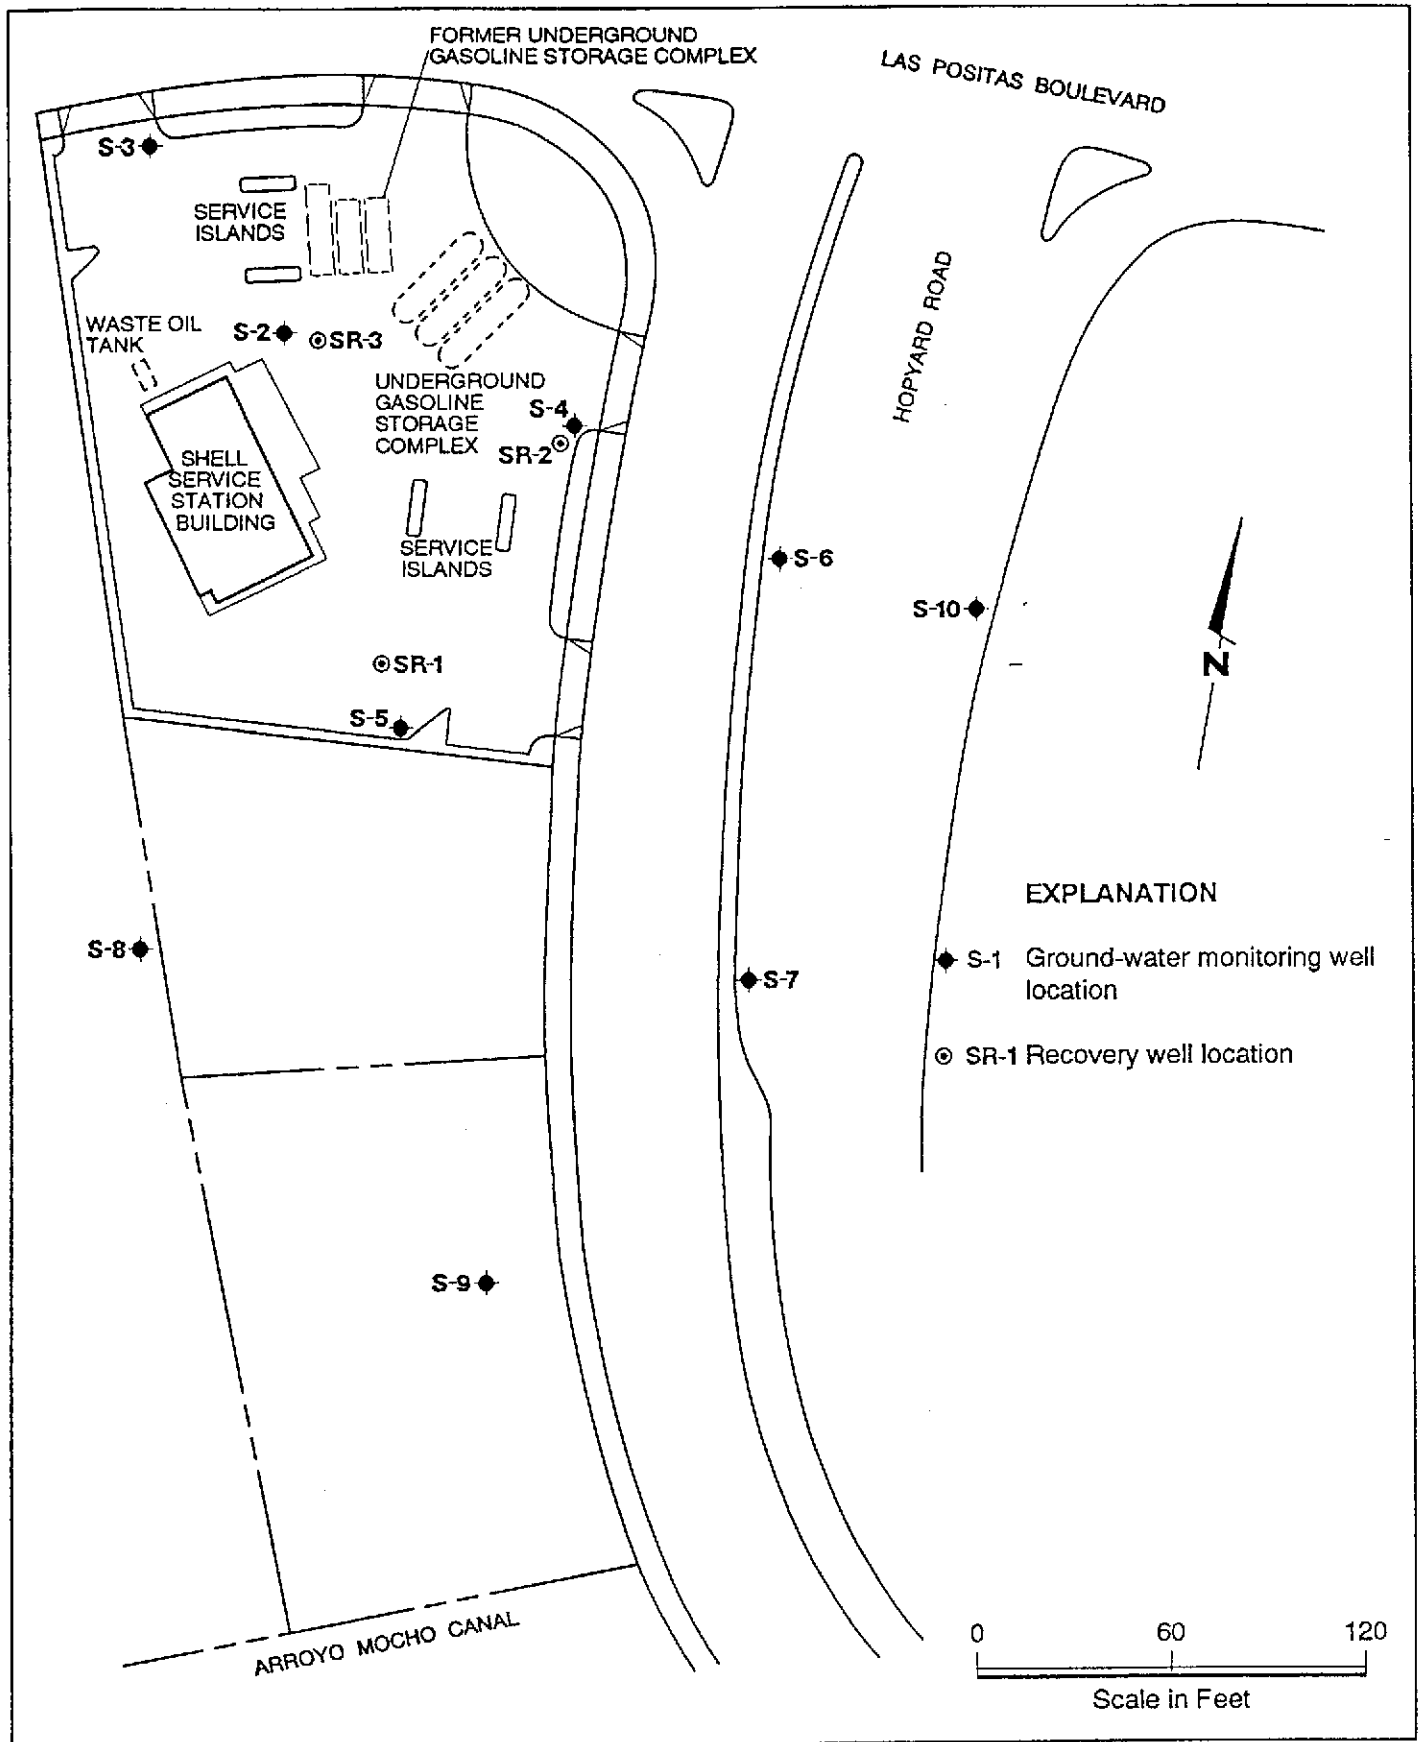 FORMER UNDERGROUND
GASOLINE STORAGE COMPLEX
LAS POSITAS BOULEVARD
S-3
SERVICE
ISLANDS
HOPYARD ROAD
WASTE OIL
TANK
S-2
SR-3
UNDERGROUND
GASOLINE
STORAGE
COMPLEX
S-4
SR-2
SHELL
SERVICE
STATION
BUILDING
SERVICE
ISLANDS
S-6
S-10
N
SR-1
S-5
EXPLANATION
S-8
S-1 Ground-water monitoring well
location
S-7
SR-1 Recovery well location
S-9
ARROYO MOCHO CANAL
0 60 120
Scale in Feet